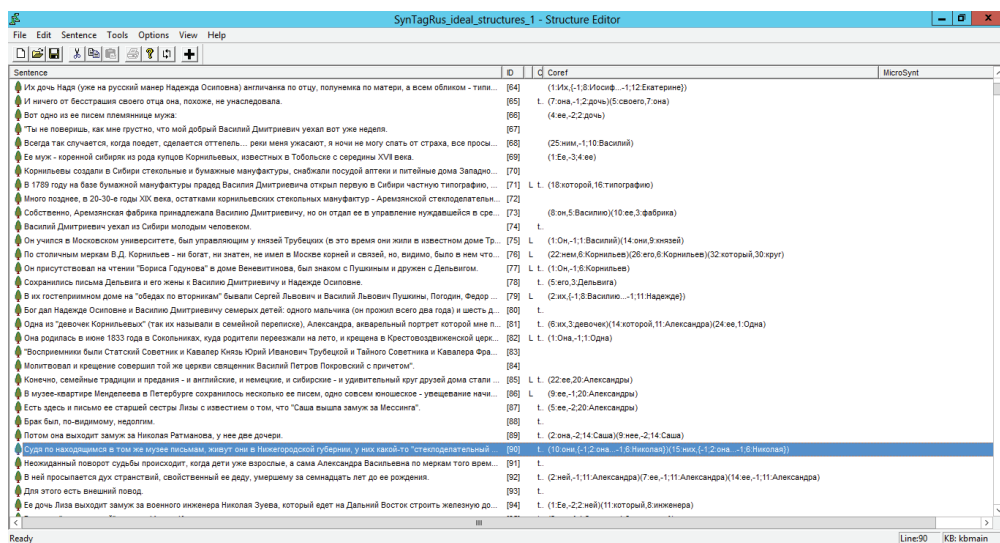 SynTagRus_ideal_structures_1 - Structure Editor
File Edit Sentence Tools Options View Help
Sentence ID C Coref MicroSynt
Их дочь Надя (уже на русский манер Надежда Осиповна) англичанка по отцу, полунемка по матери, а всем обликом - типи... [64] (1:Их,{-1;8:Иосиф...-1;12:Екатерине})
И ничего от бесстрашия своего отца она, похоже, не унаследовала. [65] t.. (7:она,-1;2:дочь)(5:своего,7:она)
Вот одно из ее писем племяннице мужа: [66] (4:ее,-2;2:дочь)
"Ты не поверишь, как мне грустно, что мой добрый Василий Дмитриевич уехал вот уже неделя. [67]
Всегда так случается, когда поедет, сделается оттепель... реки меня ужасают, я ночи не могу спать от страха, все просы... [68] (25:ним,-1;10:Василий)
Ее муж - коренной сибиряк из рода купцов Корнильевых, известных в Тобольске с середины XVII века. [69] (1:Ее,-3;4:ее)
Корнильевы создали в Сибири стекольные и бумажные мануфактуры, снабжали посудой аптеки и питейные дома Западно... [70]
В 1789 году на базе бумажной мануфактуры прадед Василия Дмитриевича открыл первую в Сибири частную типографию, ... [71] L t.. (18:которой,16:типографию)
Много позднее, в 20-30-е годы XIX века, остатками корнильевских стекольных мануфактур - Аремзянской стеклоделательн... [72]
Собственно, Аремзянская фабрика принадлежала Василию Дмитриевичу, но он отдал ее в управление нуждавшейся в сре... [73] (8:он,5:Василию)(10:ее,3:фабрика)
Василий Дмитриевич уехал из Сибири молодым человеком. [74] t..
Он учился в Московском университете, был управляющим у князей Трубецких (в это время они жили в известном доме Тр... [75] L (1:Он,-1;1:Василий)(14:они,9:князей)
По столичным меркам В.Д. Корнильев - ни богат, ни знатен, не имел в Москве корней и связей, но, видимо, было в нем что... [76] L (22:нем,6:Корнильев)(26:его,6:Корнильев)(32:который,30:круг)
Он присутствовал на чтении "Бориса Годунова" в доме Веневитинова, был знаком с Пушкиным и дружен с Дельвигом. [77] L t.. (1:Он,-1;6:Корнильев)
Сохранились письма Дельвига и его жены к Василию Дмитриевичу и Надежде Осиповне. [78] t.. (5:его,3:Дельвига)
В их гостеприимном доме на "обедах по вторникам" бывали Сергей Львович и Василий Львович Пушкины, Погодин, Федор ... [79] L (2:их,{-1;8:Василию...-1;11:Надежде})
Бог дал Надежде Осиповне и Василию Дмитриевичу семерых детей: одного мальчика (он прожил всего два года) и шесть д... [80] t..
Одна из "девочек Корнильевых" (так их называли в семейной переписке), Александра, акварельный портрет которой мне п... [81] t.. (6:их,3:девочек)(14:которой,11:Александра)(24:ее,1:Одна)
Она родилась в июне 1833 года в Сокольниках, куда родители переезжали на лето, и крещена в Крестовоздвиженской церк... [82] L t.. (1:Она,-1;1:Одна)
"Восприемники были Статский Советник и Кавалер Князь Юрий Иванович Трубецкой и Тайного Советника и Кавалера Фра... [83]
Молитвовал и крещение совершил той же церкви священник Василий Петров Покровский с причетом". [84]
Конечно, семейные традиции и предания - и английские, и немецкие, и сибирские - и удивительный круг друзей дома стали ... [85] L t.. (22:ее,20:Александры)
В музее-квартире Менделеева в Петербурге сохранилось несколько ее писем, одно совсем юношеское - увещевание начи... [86] L (9:ее,-1;20:Александры)
Есть здесь и письмо ее старшей сестры Лизы с известием о том, что "Саша вышла замуж за Мессинга". [87] t.. (5:ее,-2;20:Александры)
Брак был, по-видимому, недолгим. [88] t..
Потом она выходит замуж за Николая Ратманова, у нее две дочери. [89] t.. (2:она,-2;14:Саша)(9:нее,-2;14:Саша)
Судя по находящимся в том же музее письмам, живут они в Нижегородской губернии, у них какой-то "стеклоделательный ... [90] t.. (10:они,{-1;2:она...-1;6:Николая})(15:них,{-1;2:она...-1;6:Николая})
Неожиданный поворот судьбы происходит, когда дети уже взрослые, а сама Александра Васильевна по меркам того врем... [91] t..
В ней просыпается дух странствий, свойственный ее деду, умершему за семнадцать лет до ее рождения. [92] t.. (2:ней,-1;11:Александра)(7:ее,-1;11:Александра)(14:ее,-1;11:Александра)
Для этого есть внешний повод. [93] t..
Ее дочь Лиза выходит замуж за военного инженера Николая Зуева, который едет на Дальний Восток строить железную до... [94] t.. (1:Ее,-2;2:ней)(11:который,8:инженера)
Ready Line:90 KB: kbmain